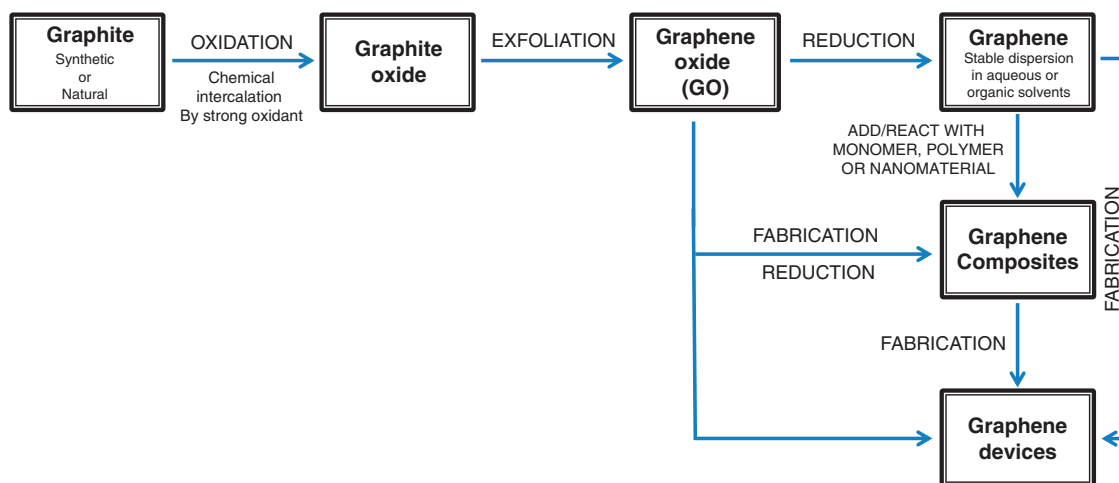 Graphite
Synthetic
or
Natural
OXIDATION
Chemical
intercalation
By strong oxidant
Graphite
oxide
EXFOLIATION
Graphene
oxide
(GO)
REDUCTION
Graphene
Stable dispersion
in aqueous or
organic solvents
ADD/REACT WITH
MONOMER, POLYMER
OR NANOMATERIAL
FABRICATION
REDUCTION
Graphene
Composites
FABRICATION
FABRICATION
Graphene
devices